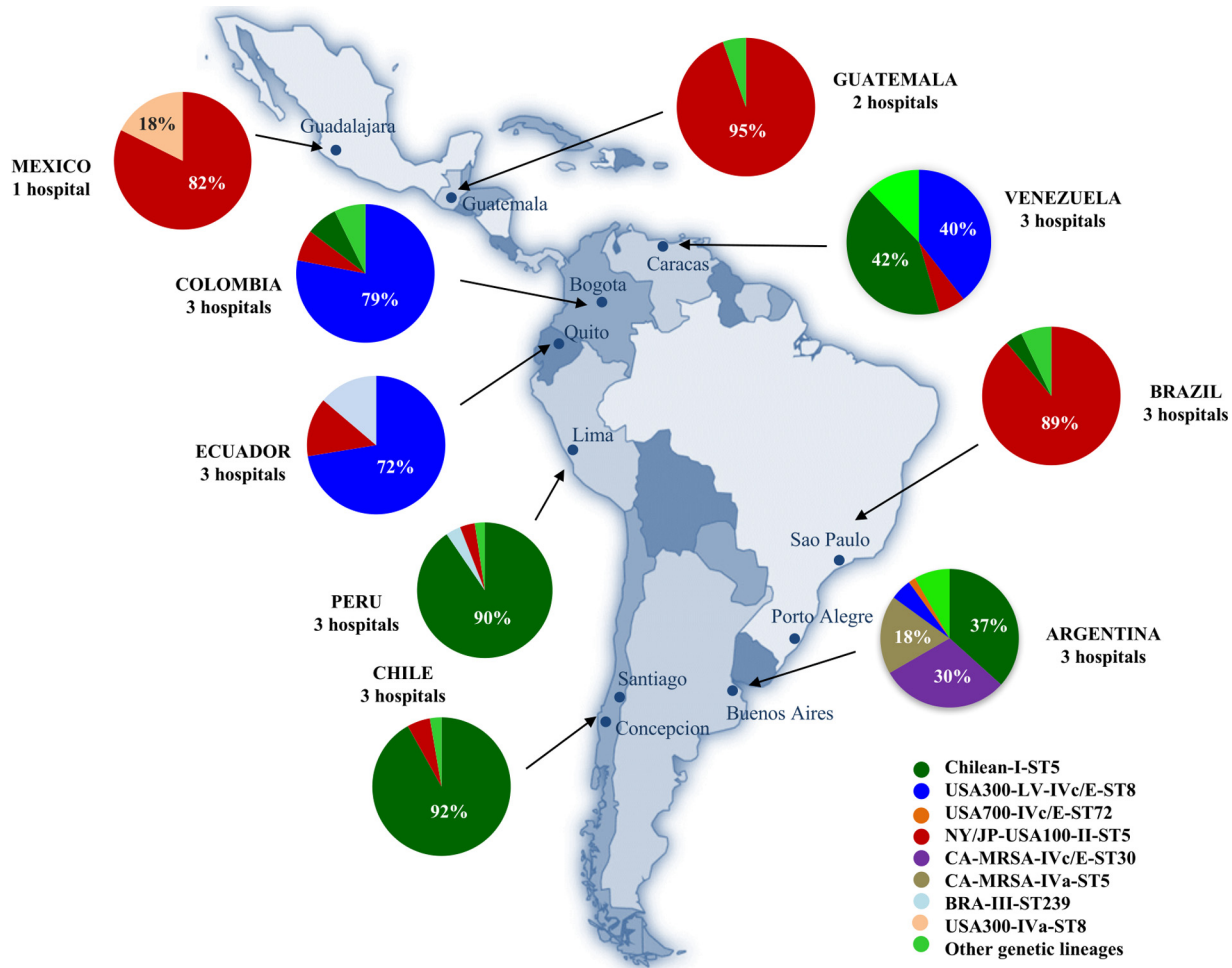 GUATEMALA
2 hospitals
95%
18%
82%
MEXICO
1 hospital
Guadalajara
Guatemala
VENEZUELA
3 hospitals
40%
42%
Caracas
COLOMBIA
3 hospitals
79%
Bogota
Quito
BRAZIL
3 hospitals
89%
ECUADOR
3 hospitals
72%
Lima
Sao Paulo
PERU
3 hospitals
90%
Porto Alegre
37%
18%
30%
ARGENTINA
3 hospitals
CHILE
3 hospitals
92%
Santiago
Concepcion
Buenos Aires
Chilean-I-ST5
USA300-LV-IVc/E-ST8
USA700-IVc/E-ST72
NY/JP-USA100-II-ST5
CA-MRSA-IVc/E-ST30
CA-MRSA-IVa-ST5
BRA-III-ST239
USA300-IVa-ST8
Other genetic lineages